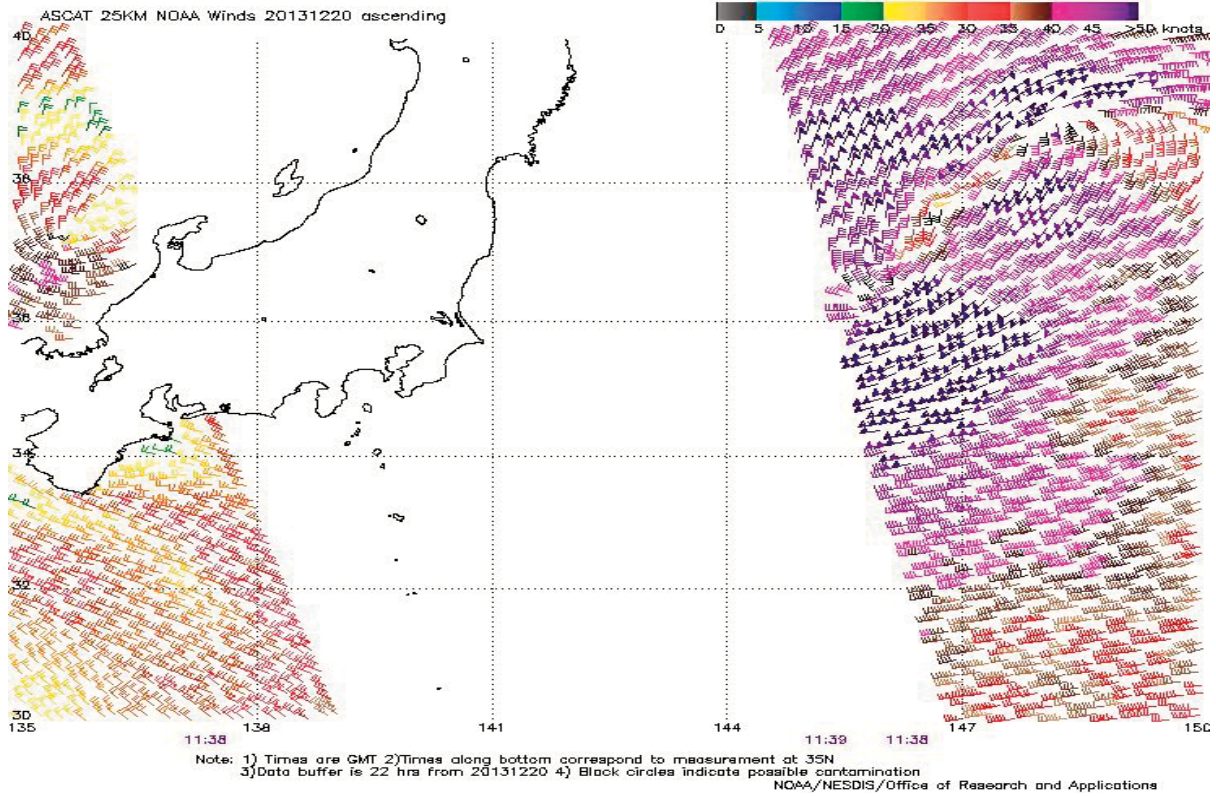 ASCAT 25KM NOAA Winds 20131220 ascending
0 5 10 15 20 25 30 35 40 45 >50 knots
40
38
36
34
32
30
135 138 141 144 147 150
11:38 11:39 11:38
Note: 1) Times are GMT 2)Times along bottom correspond to measurement at 35N
3)Data buffer is 22 hrs from 20131220 4) Black circles indicate possible contamination
NOAA/NESDIS/Office of Research and Applications